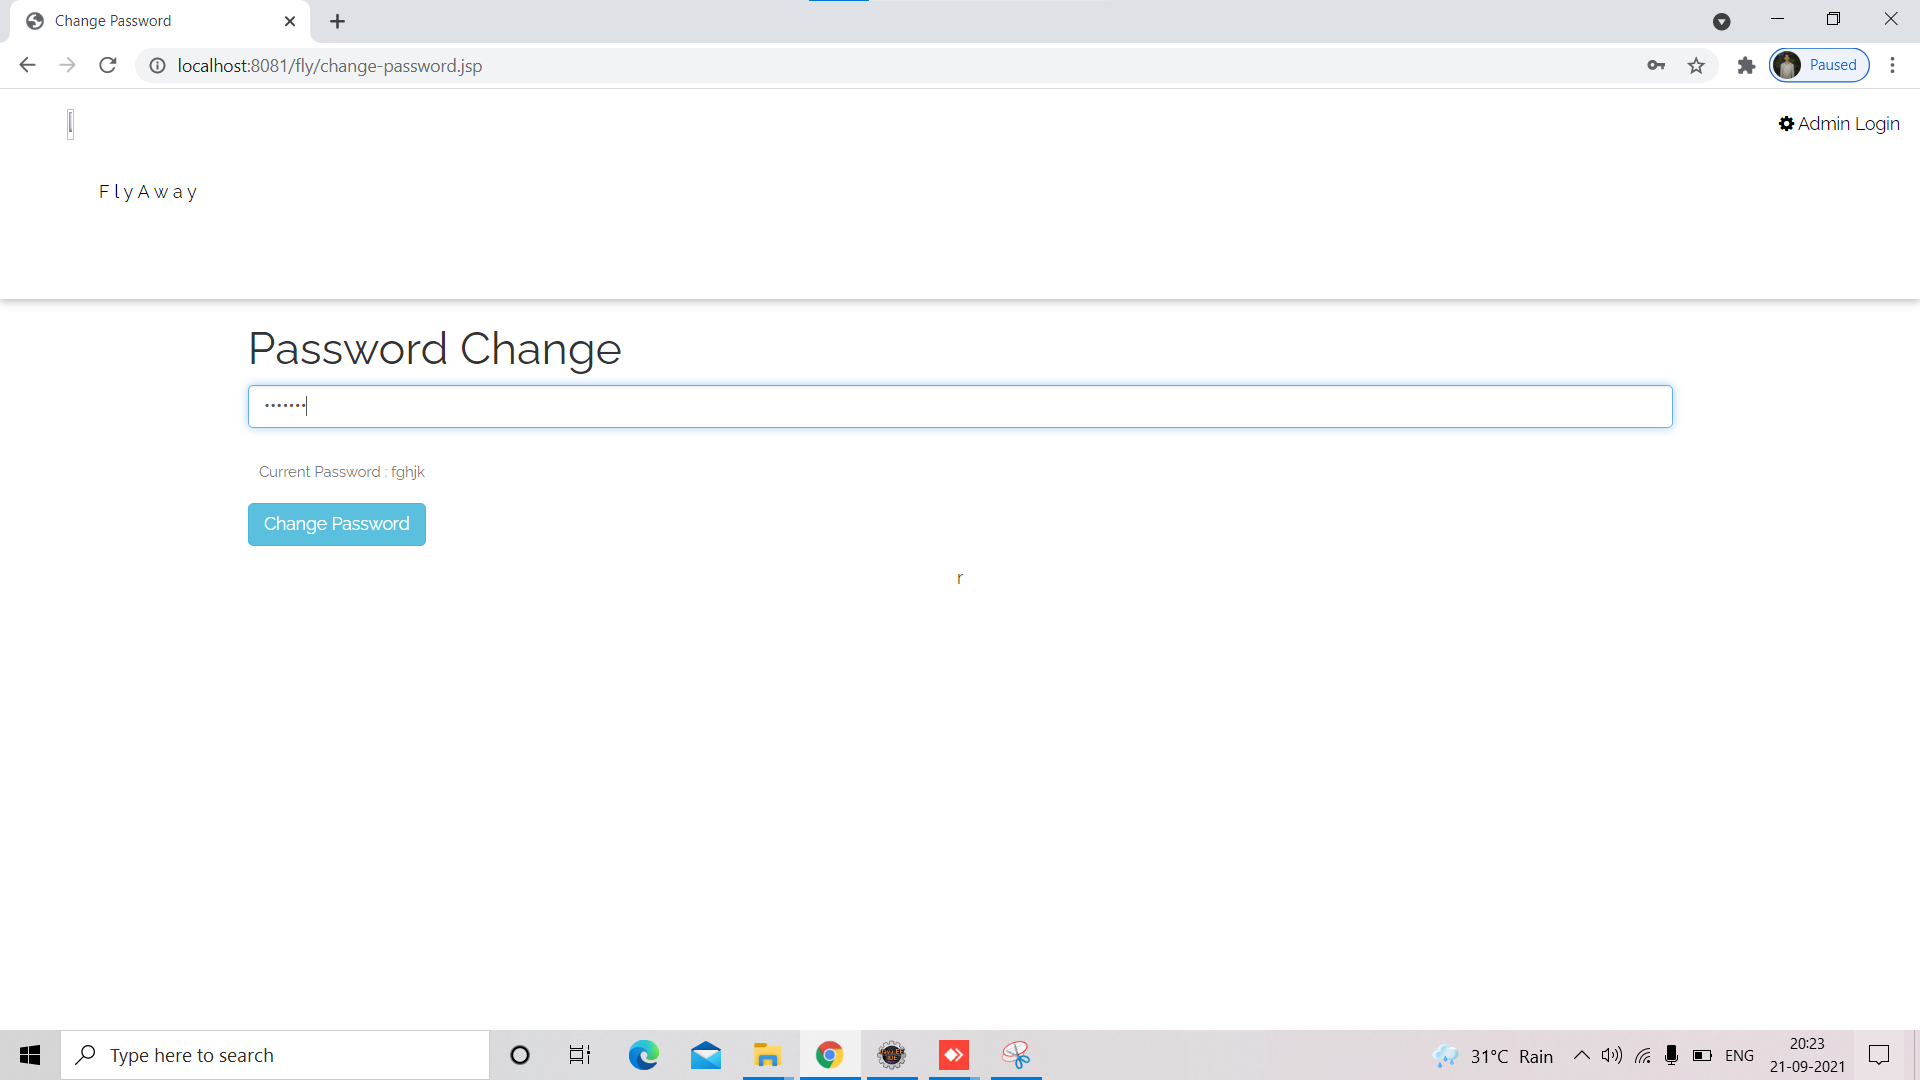 Change Password
localhost:8081/fly/change-password.jsp
Paused
Admin Login
FlyAway
Password Change
•••••••
Current Password : fghjk
Change Password
r
Type here to search
31°C Rain
ENG
20:23
21-09-2021